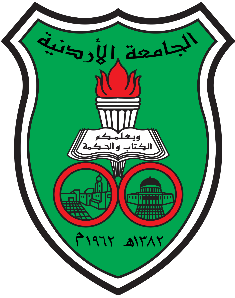 الجامعة الأردنية
ويعلمكم
الكتاب والحكمة
١٣٨٢هـ ١٩٦٢م